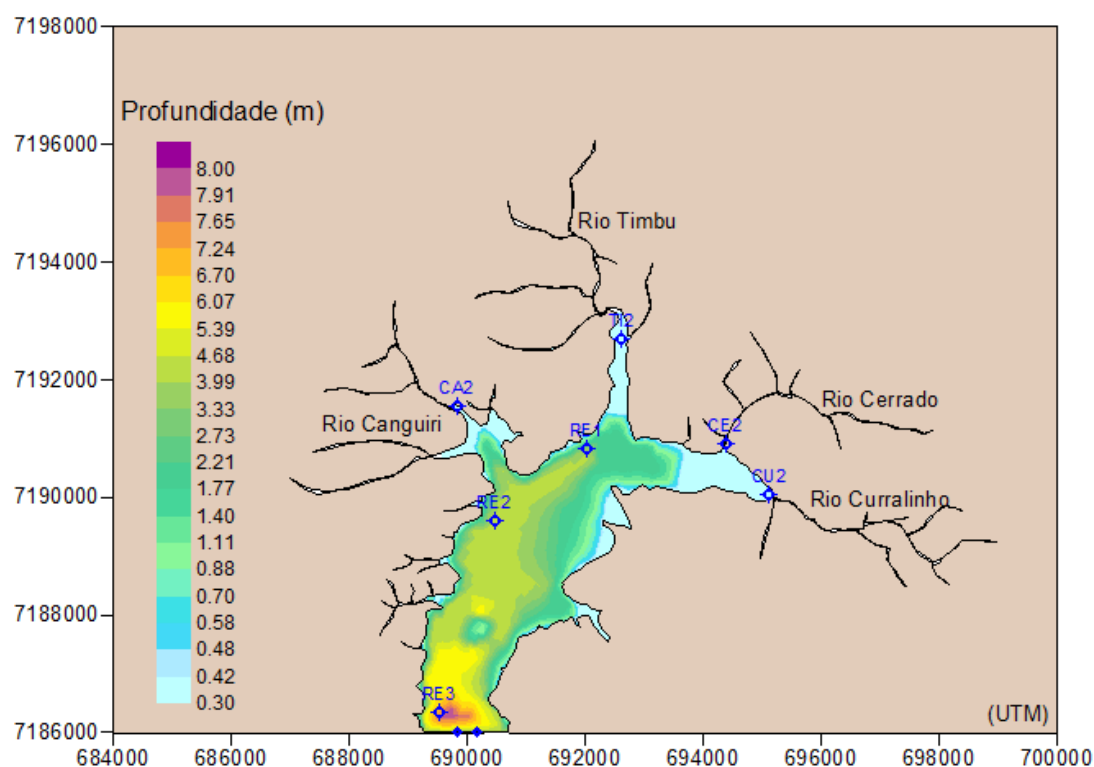 7198000
Profundidade (m)
7196000
8.00
7.91
7.65
7.24
6.70
6.07
5.39
4.68
3.99
3.33
2.73
2.21
1.77
1.40
1.11
0.88
0.70
0.58
0.48
0.42
0.30
Rio Timbu
7194000
TI2
7192000
CA2
Rio Cerrado
Rio Canguiri
RE1
CE2
CU2
7190000
Rio Curralinho
RE2
7188000
RE3
(UTM)
7186000
684000 686000 688000 690000 692000 694000 696000 698000 700000